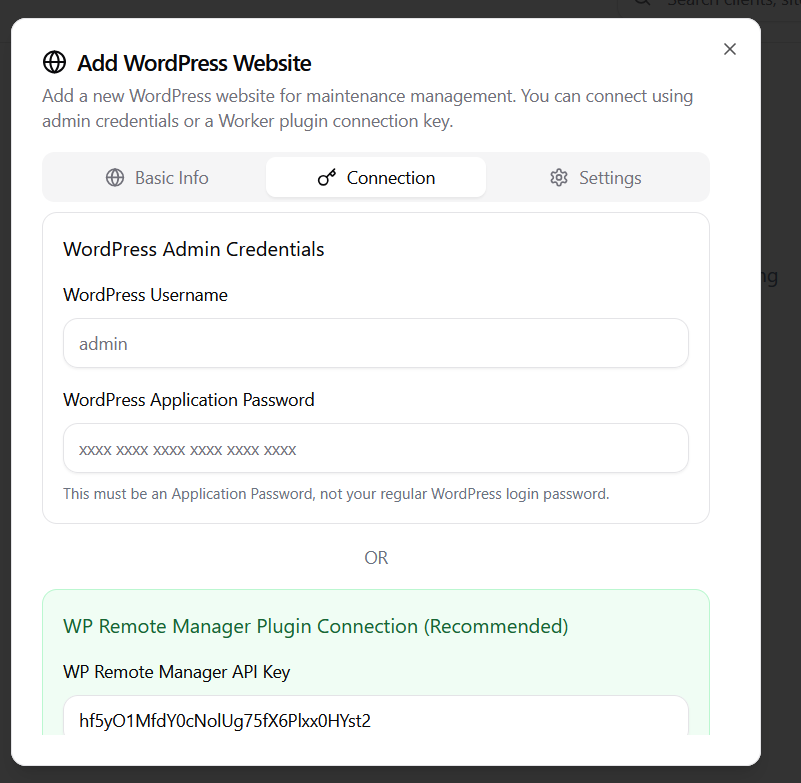 Search clients, site
Add WordPress Website
Add a new WordPress website for maintenance management. You can connect using
admin credentials or a Worker plugin connection key.
Basic Info
Connection
Settings
WordPress Admin Credentials
WordPress Username
admin
WordPress Application Password
xxxx xxxx xxxx xxxx xxxx xxxx
This must be an Application Password, not your regular WordPress login password.
OR
WP Remote Manager Plugin Connection (Recommended)
WP Remote Manager API Key
hf5yO1MfdY0cNolUg75fX6Plxx0HYst2